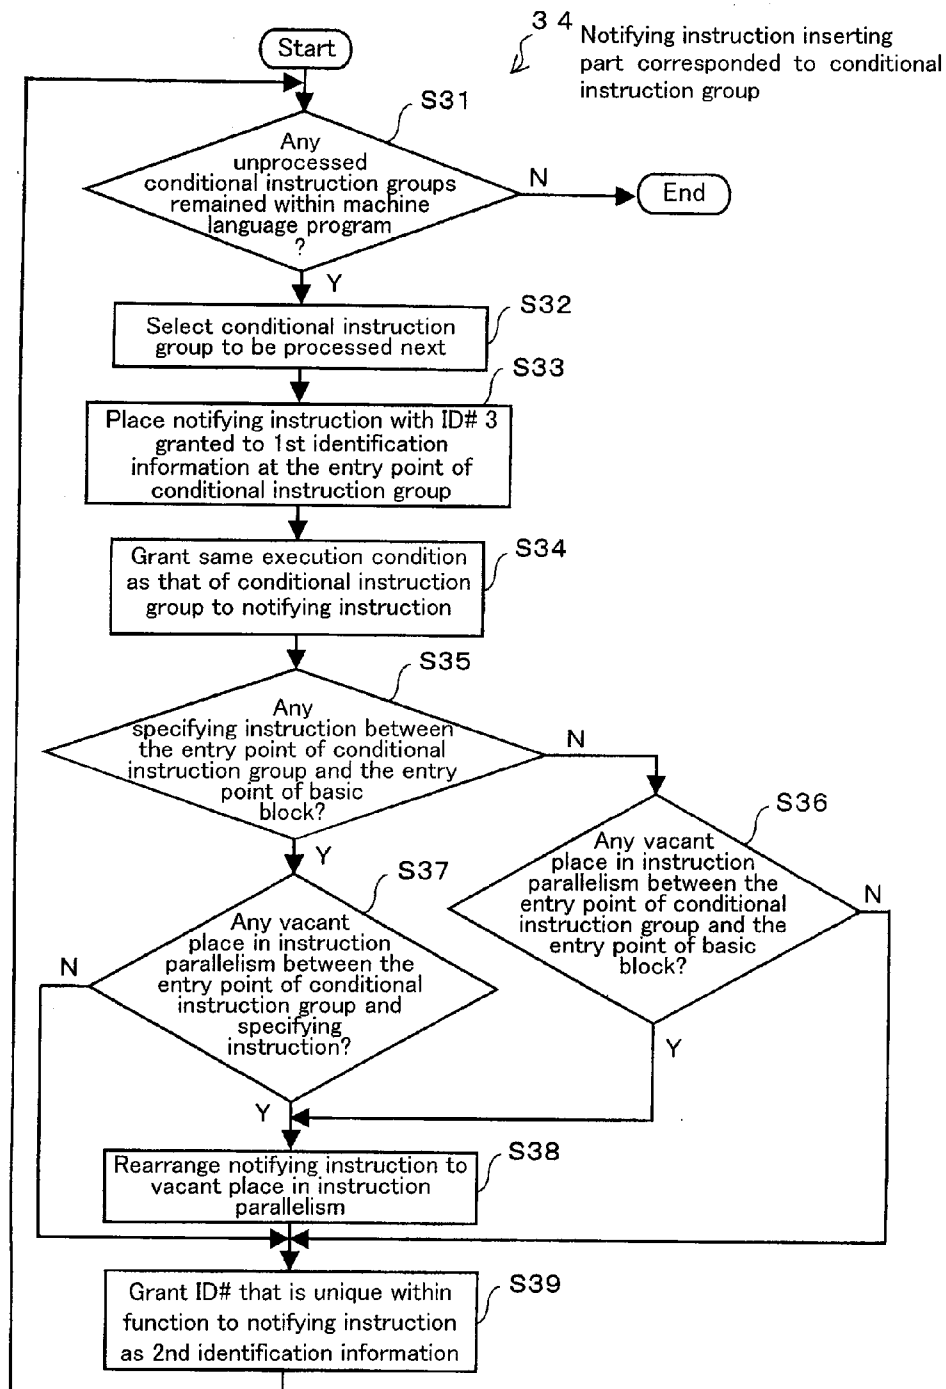 Start
34
Notifying instruction inserting
part corresponded to conditional
instruction group
S31
Any
unprocessed
conditional instruction groups
remained within machine
language program
?
N
End
Y
S32
Select conditional instruction
group to be processed next
S33
Place notifying instruction with ID# 3
granted to 1st identification
information at the entry point of
conditional instruction group
S34
Grant same execution condition
as that of conditional instruction
group to notifying instruction
S35
Any
specifying instruction between
the entry point of conditional
instruction group and the entry
point of basic
block?
N
Y
S36
Any vacant
place in instruction
parallelism between the
entry point of conditional
instruction group and the
entry point of basic
block?
N
Y
S37
Any vacant
place in instruction
parallelism between the
entry point of conditional
instruction group and
specifying
instruction?
N
Y
S38
Rearrange notifying instruction to
vacant place in instruction
parallelism
S39
Grant ID# that is unique within
function to notifying instruction
as 2nd identification information